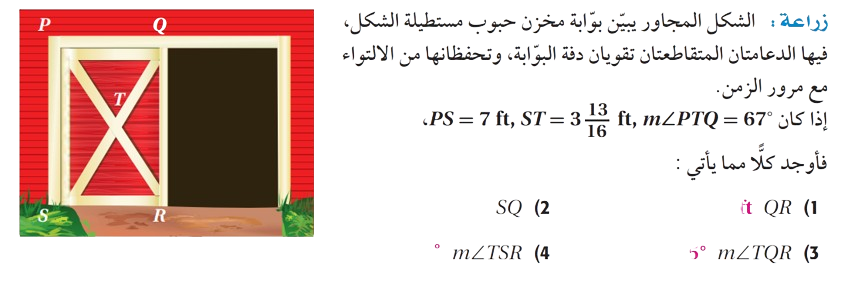 زراعة: الشكل المجاور يبيّن بوّابة مخزن حبوب مستطيلة الشكل،
فيها الدعامتان المتقاطعتان تقويان دفة البوّابة، وتحفظانها من الالتواء
مع مرور الزمن.
إذا كان PS = 7 ft, ST = 3 13/16 ft, m∠PTQ = 67°،
فأوجد كلًّا مما يأتي:
1) QR
2) SQ
3) m∠TQR
4) m∠TSR °
P Q
T
S R